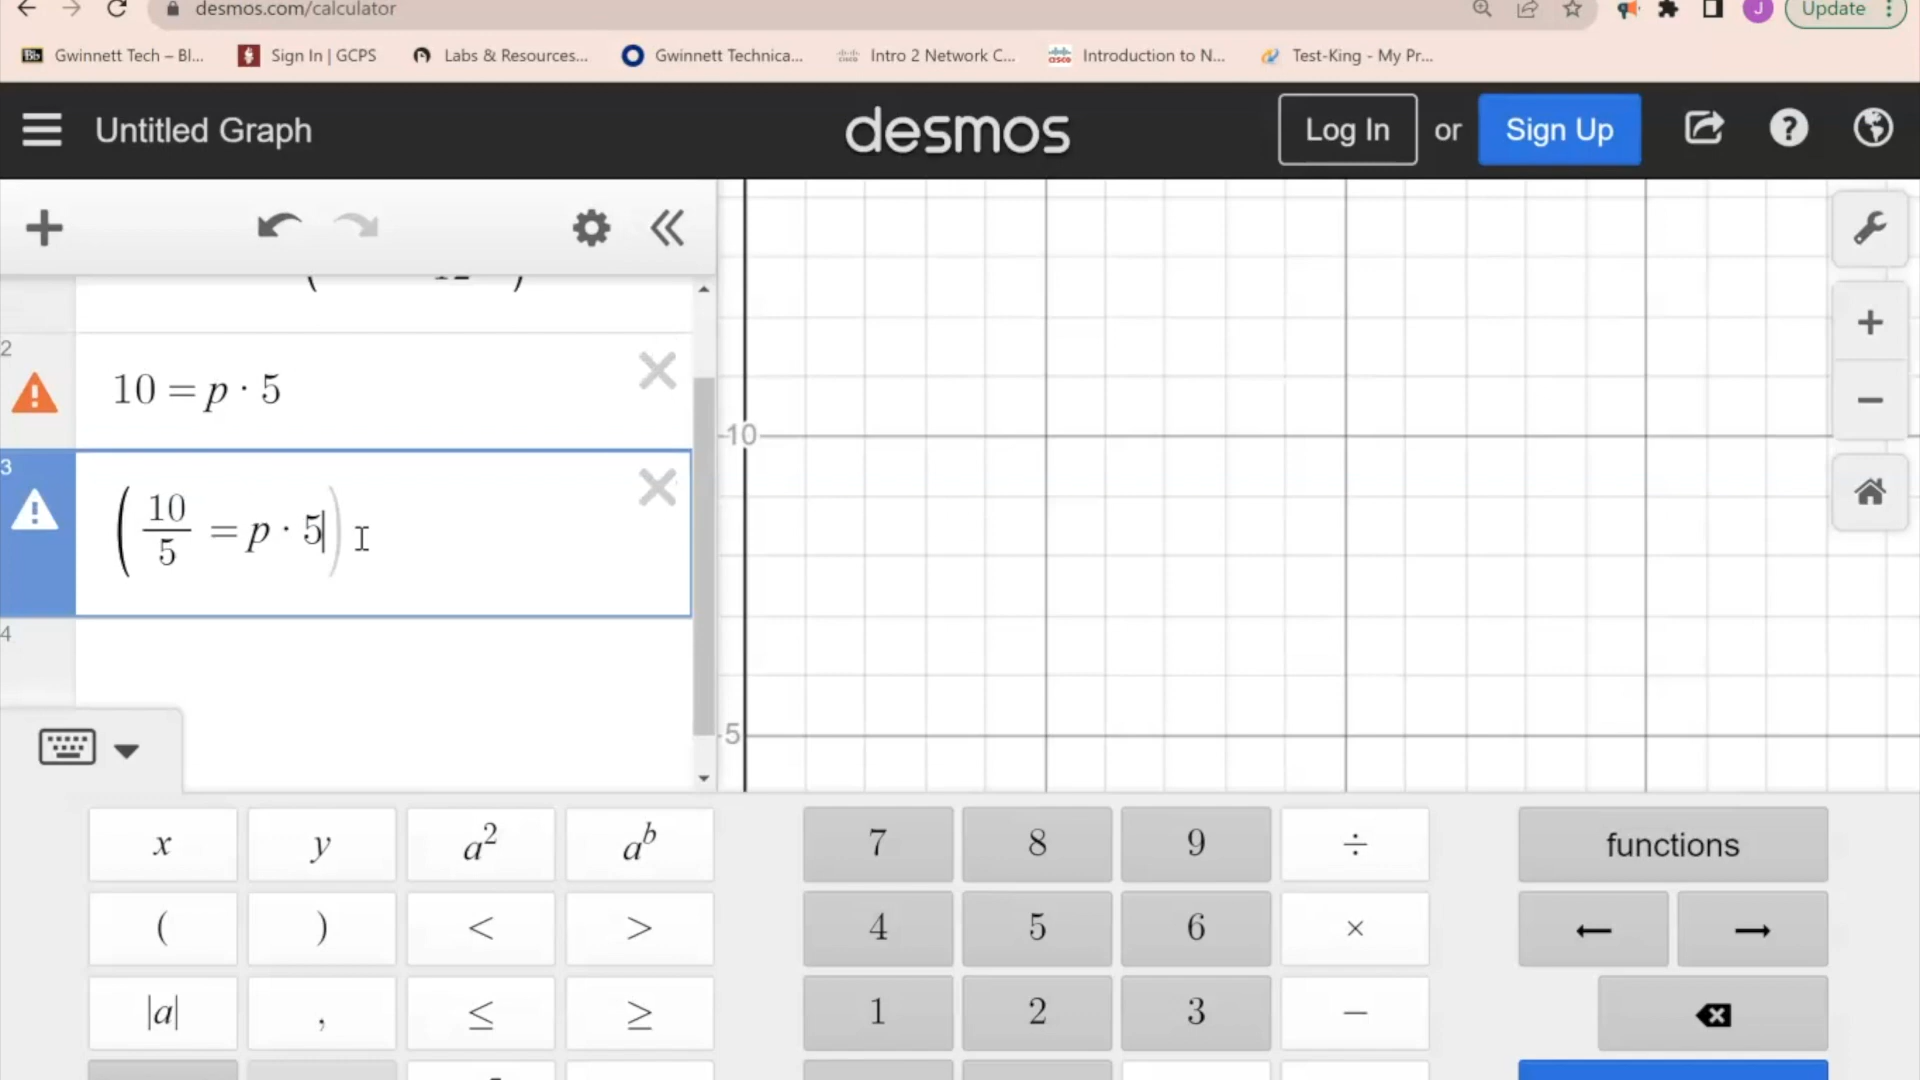 desmos.com/calculator
Update
Bb Gwinnett Tech – Bl...
Sign In | GCPS
Labs & Resources...
Gwinnett Technica...
Intro 2 Network C...
cisco Introduction to N...
Test-King - My Pr...
J
Untitled Graph
desmos
Log In or Sign Up
2
10 = p · 5
3
(10/5 = p · 5)
4
10
5
x y a² aᵇ 7 8 9 ÷ functions
( ) < > 4 5 6 × ← →
|a| , ≤ ≥ 1 2 3 −